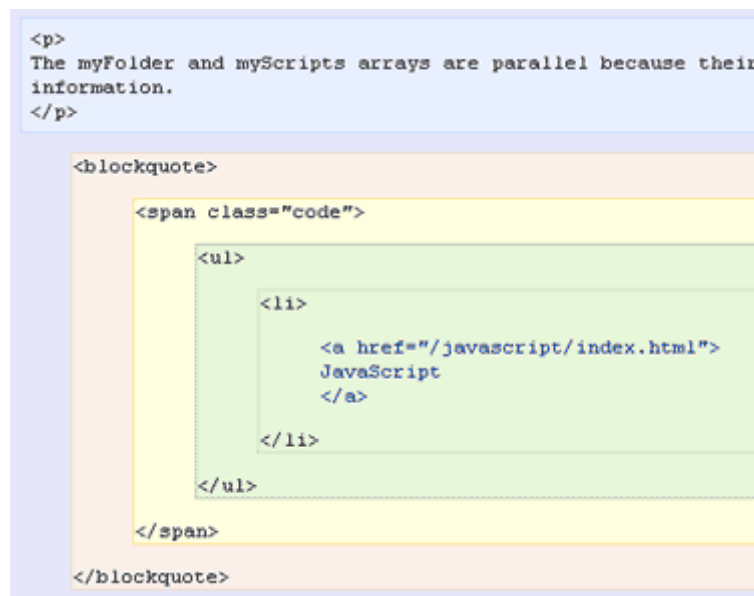 <p>
The myFolder and myScripts arrays are parallel because their
information.
</p>
<blockquote>
<span class="code">
<ul>
<li>
<a href="/javascript/index.html">
JavaScript
</a>
</li>
</ul>
</span>
</blockquote>